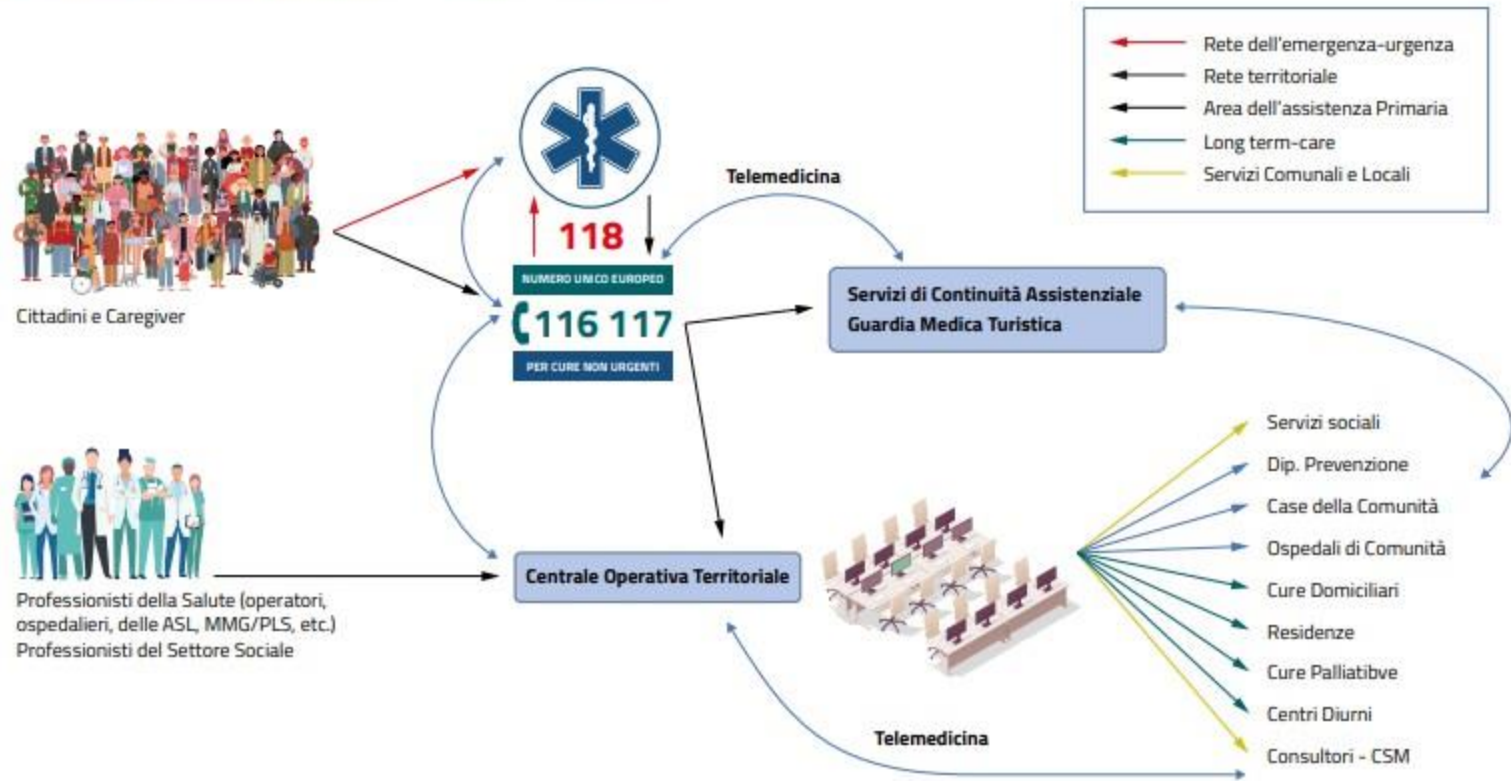 Rete dell'emergenza-urgenza
Rete territoriale
Area dell'assistenza Primaria
Long term-care
Servizi Comunali e Locali
Cittadini e Caregiver
118
NUMERO UNICO EUROPEO
116 117
PER CURE NON URGENTI
Telemedicina
Servizi di Continuità Assistenziale
Guardia Medica Turistica
Professionisti della Salute (operatori,
ospedalieri, delle ASL, MMG/PLS, etc.)
Professionisti del Settore Sociale
Centrale Operativa Territoriale
Servizi sociali
Dip. Prevenzione
Case della Comunità
Ospedali di Comunità
Cure Domiciliari
Residenze
Cure Palliatibve
Centri Diurni
Consultori - CSM
Telemedicina